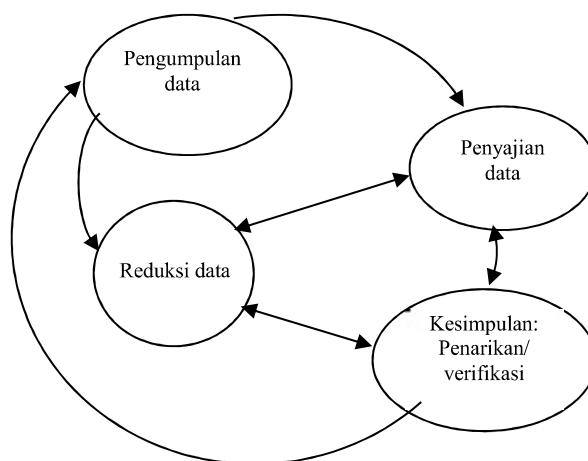 Pengumpulan
data
Penyajian
data
Reduksi data
Kesimpulan:
Penarikan/
verifikasi